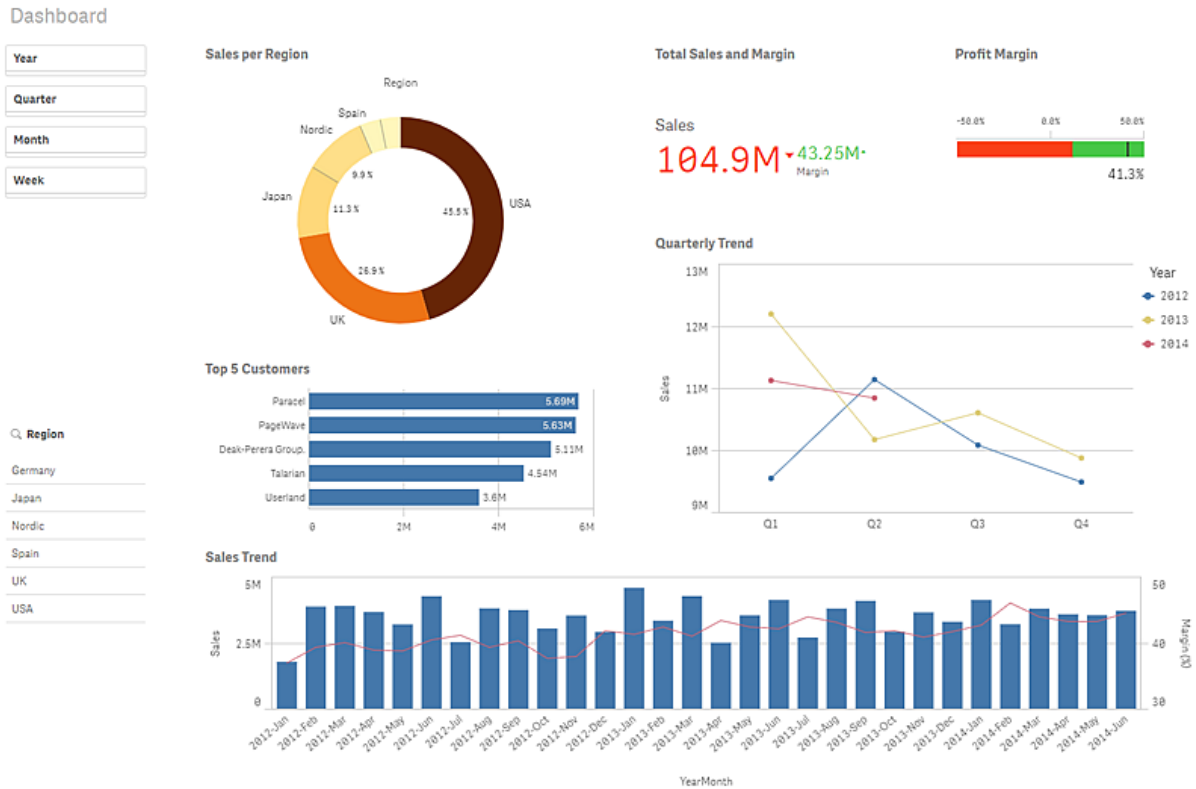 Dashboard
Year
Quarter
Month
Week
Region
Germany
Japan
Nordic
Spain
UK
USA
Sales per Region
Region
Spain
Nordic
Japan
USA
UK
9.9%
11.3%
45.5%
26.9%
Total Sales and Margin
Sales
104.9M
43.25M
Margin
Profit Margin
-50.0% 0.0% 50.0%
41.3%
Top 5 Customers
Paracel 5.69M
PageWave 5.63M
Deak-Perera Group. 5.11M
Talarian 4.54M
Userland 3.6M
0 2M 4M 6M
Quarterly Trend
Sales
13M
12M
11M
10M
9M
Q1 Q2 Q3 Q4
Year
2012
2013
2014
Sales Trend
Sales
5M
2.5M
0
50
40
30
Margin (%)
2012-Jan 2012-Feb 2012-Mar 2012-Apr 2012-May 2012-Jun 2012-Jul 2012-Aug 2012-Sep 2012-Oct 2012-Nov 2012-Dec 2013-Jan 2013-Feb 2013-Mar 2013-Apr 2013-May 2013-Jun 2013-Jul 2013-Aug 2013-Sep 2013-Oct 2013-Nov 2013-Dec 2014-Jan 2014-Feb 2014-Mar 2014-Apr 2014-May 2014-Jun
YearMonth